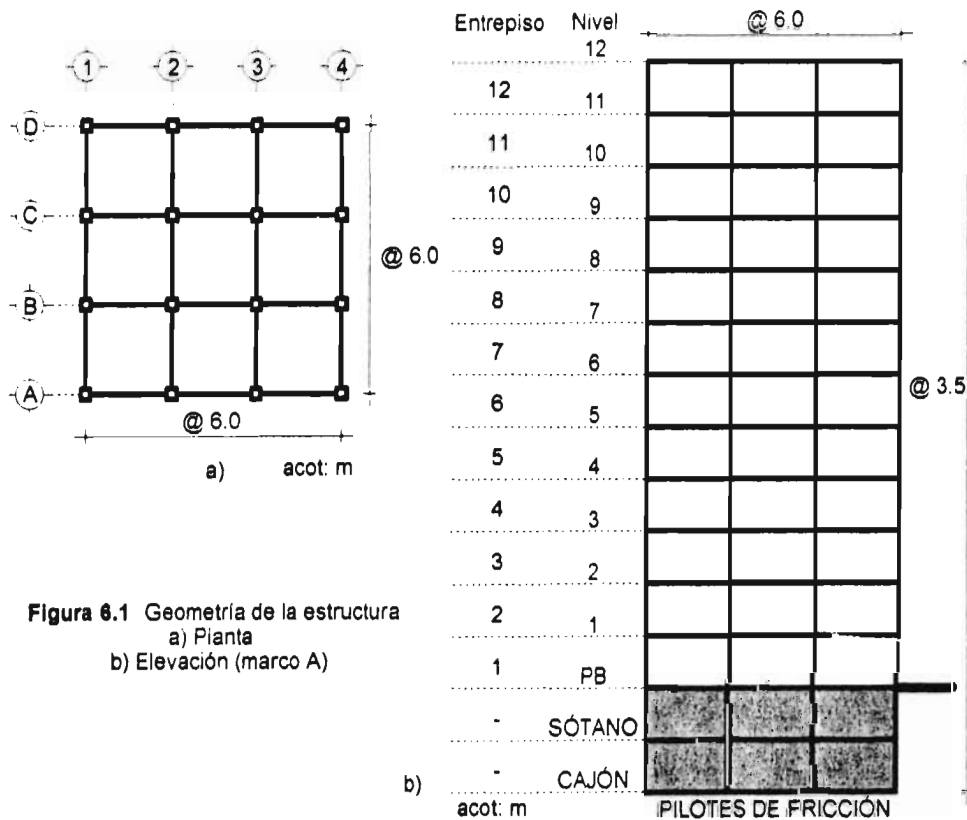 1 2 3 4
D
C
B
A
@ 6.0
@ 6.0
a) acot: m
Figura 6.1 Geometría de la estructura
a) Planta
b) Elevación (marco A)
Entrepiso Nivel
@ 6.0
12
12
11
11
10
10
9
9
8
8
7
7
6
6
5
5
4
4
3
3
2
2
1
1
PB
@ 3.5
- SÓTANO
- CAJÓN
b)
acot: m
PILOTES DE FRICCIÓN